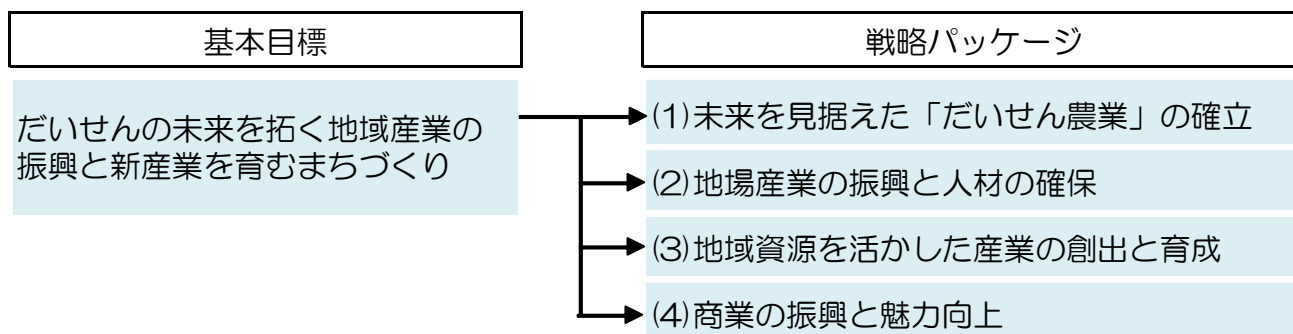 基本目標
戦略パッケージ
だいせんの未来を拓く地域産業の
振興と新産業を育むまちづくり
(1)未来を見据えた「だいせん農業」の確立
(2)地場産業の振興と人材の確保
(3)地域資源を活かした産業の創出と育成
(4)商業の振興と魅力向上